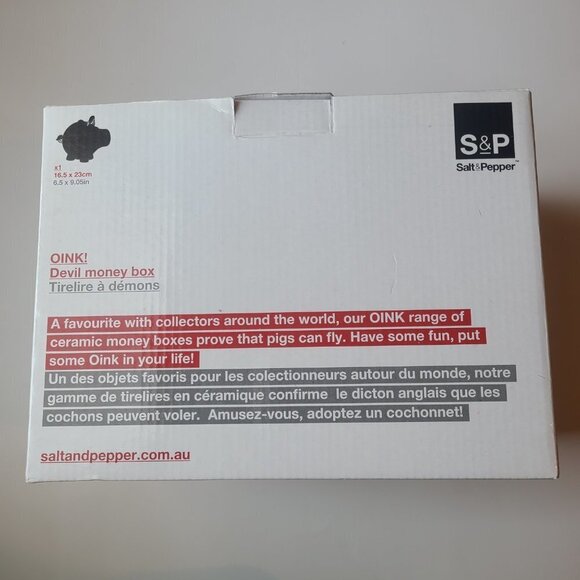 S&P
Salt&Pepper™
x1
16.5 x 23cm
6.5 x 9.05in
OINK!
Devil money box
Tirelire à démons
A favourite with collectors around the world, our OINK range of
ceramic money boxes prove that pigs can fly. Have some fun, put
some Oink in your life!
Un des objets favoris pour les colectionneurs autour du monde, notre
gamme de tirelires en céramique confirme le dicton anglais que les
cochons peuvent voler. Amusez-vous, adoptez un cochonnet!
saltandpepper.com.au